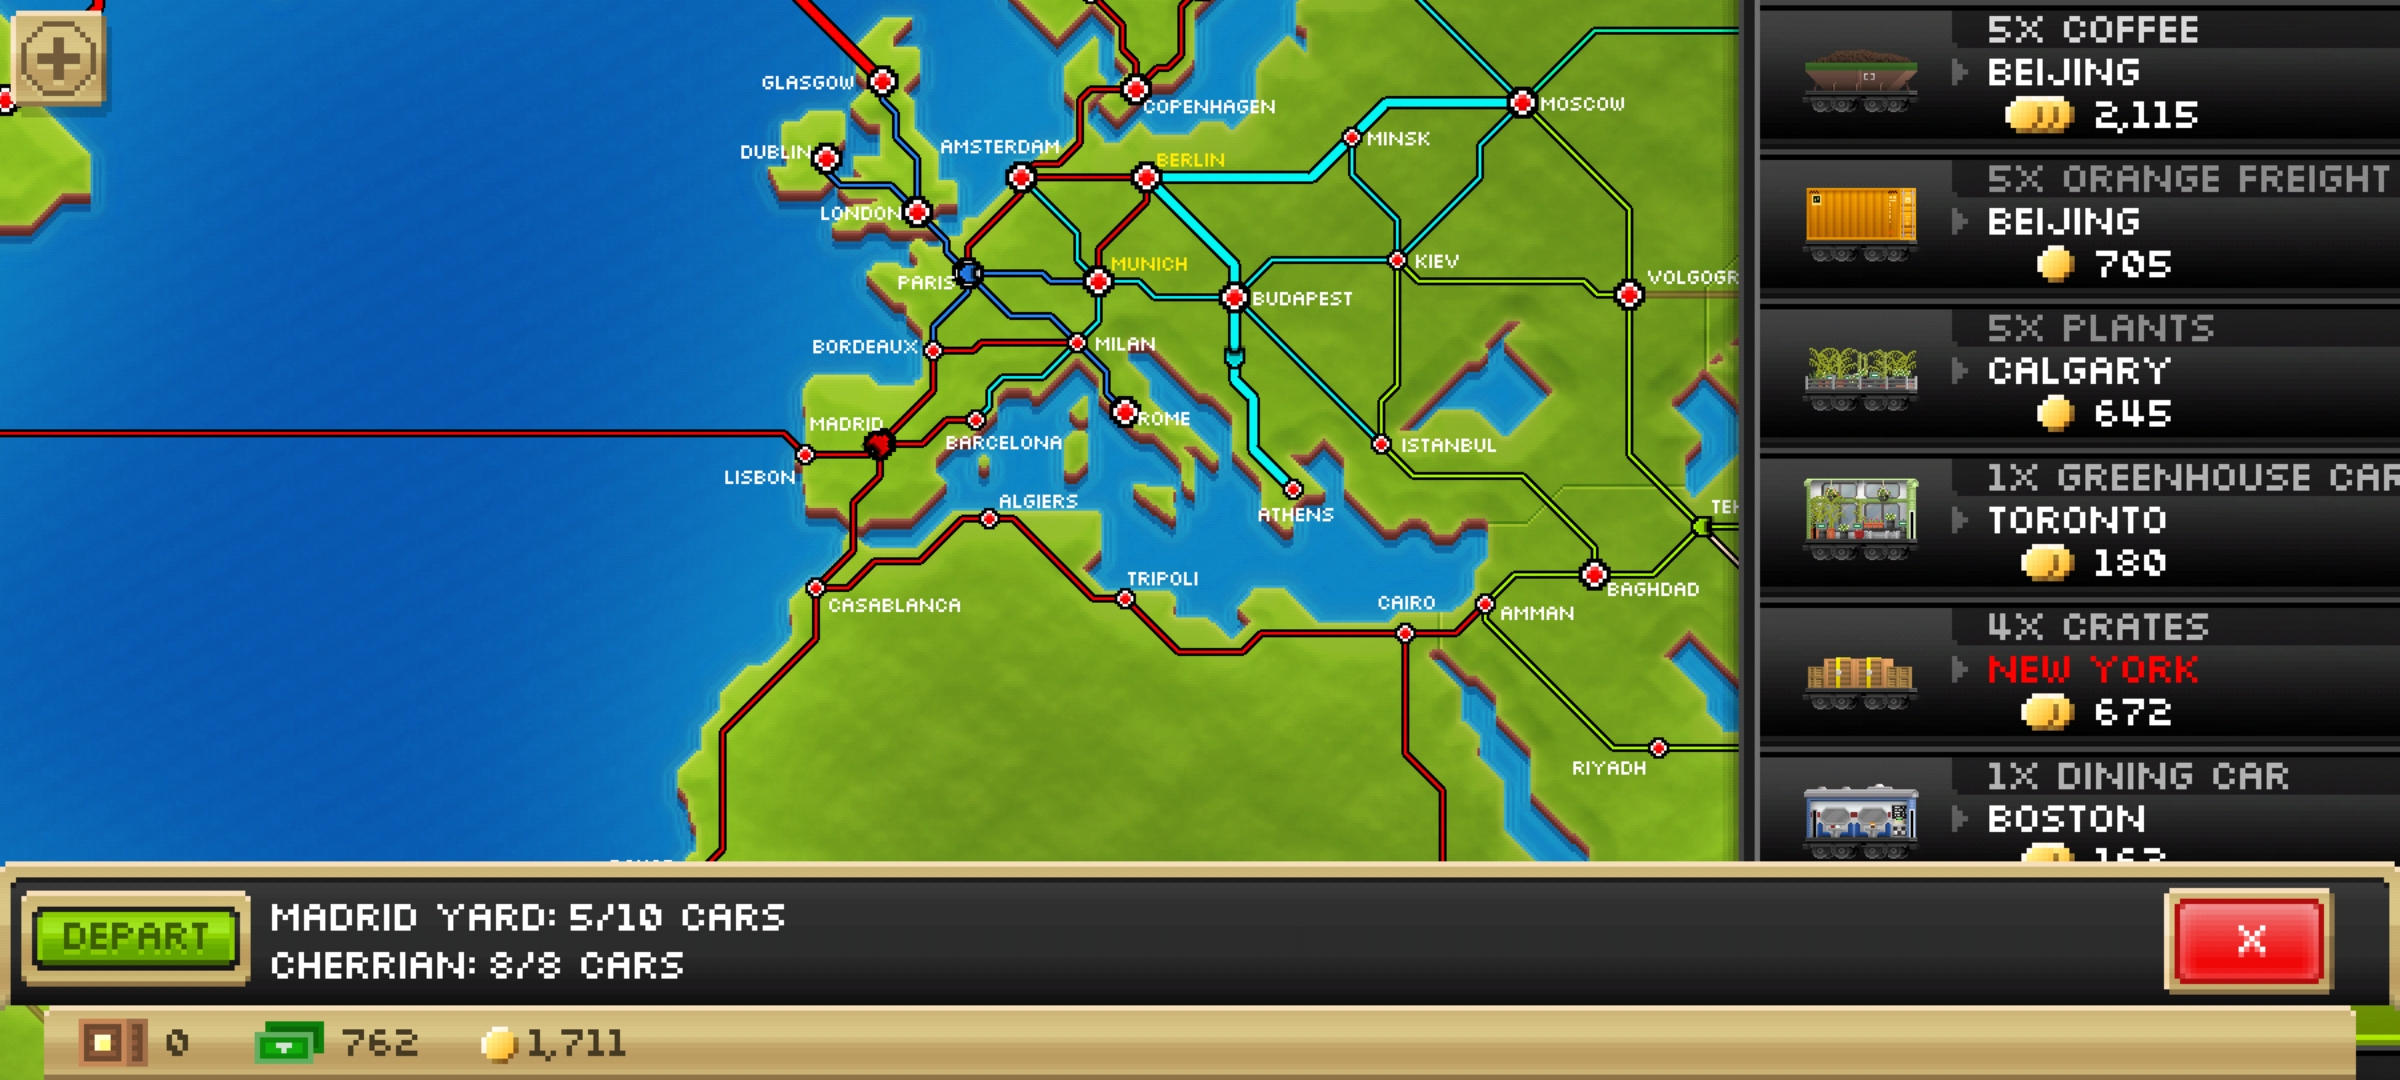 GLASGOW
COPENHAGEN
MOSCOW
DUBLIN
AMSTERDAM
BERLIN
MINSK
LONDON
PARIS
MUNICH
BUDAPEST
KIEV
VOLGOGR
BORDEAUX
MILAN
MADRID
BARCELONA
ROME
ISTANBUL
LISBON
ALGIERS
ATHENS
TEH
CASABLANCA
TRIPOLI
CAIRO
AMMAN
BAGHDAD
RIYADH
5X COFFEE
BEIJING
2,115
5X ORANGE FREIGHT
BEIJING
705
5X PLANTS
CALGARY
645
1X GREENHOUSE CAR
TORONTO
180
4X CRATES
NEW YORK
672
1X DINING CAR
BOSTON
DEPART
MADRID YARD: 5/10 CARS
CHERRIAN: 8/8 CARS
X
0
762
1,711